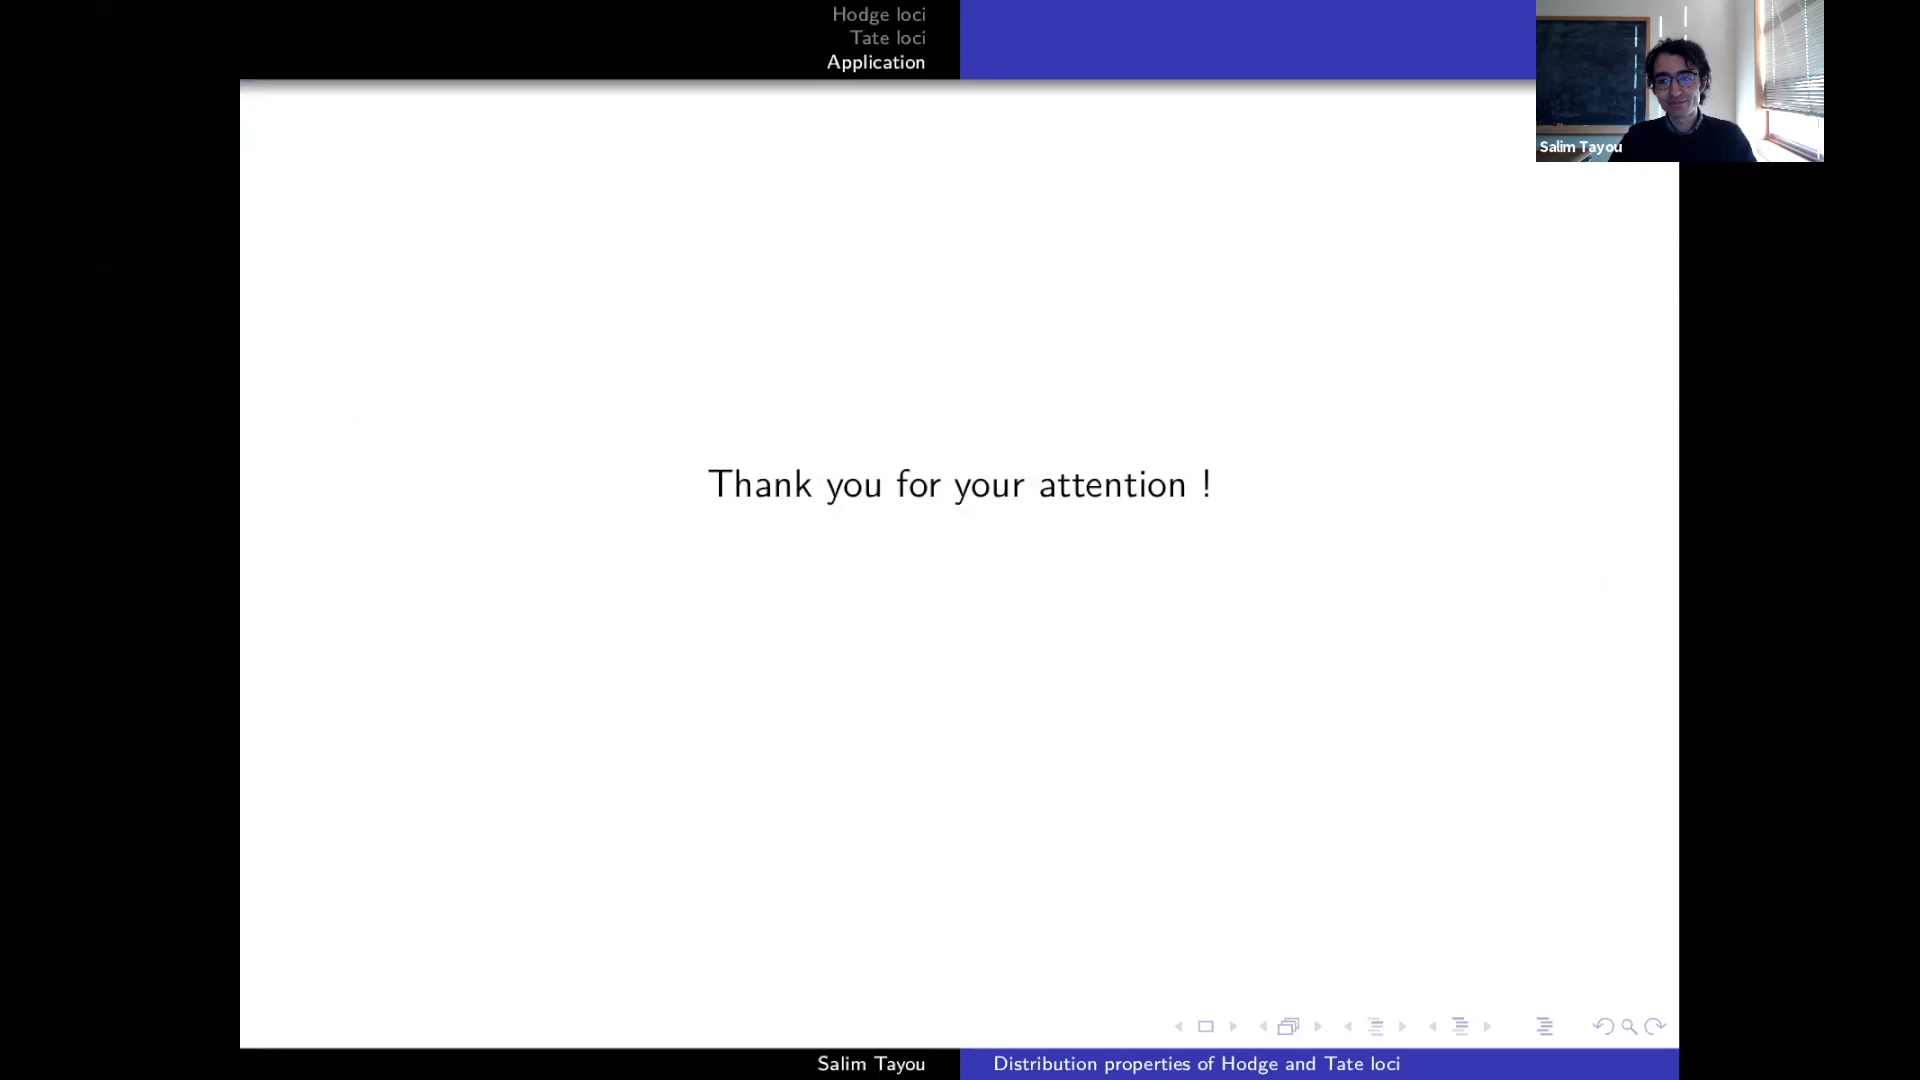 Hodge loci
Tate loci
Application
Salim Tayou
Thank you for your attention !
Salim Tayou
Distribution properties of Hodge and Tate loci